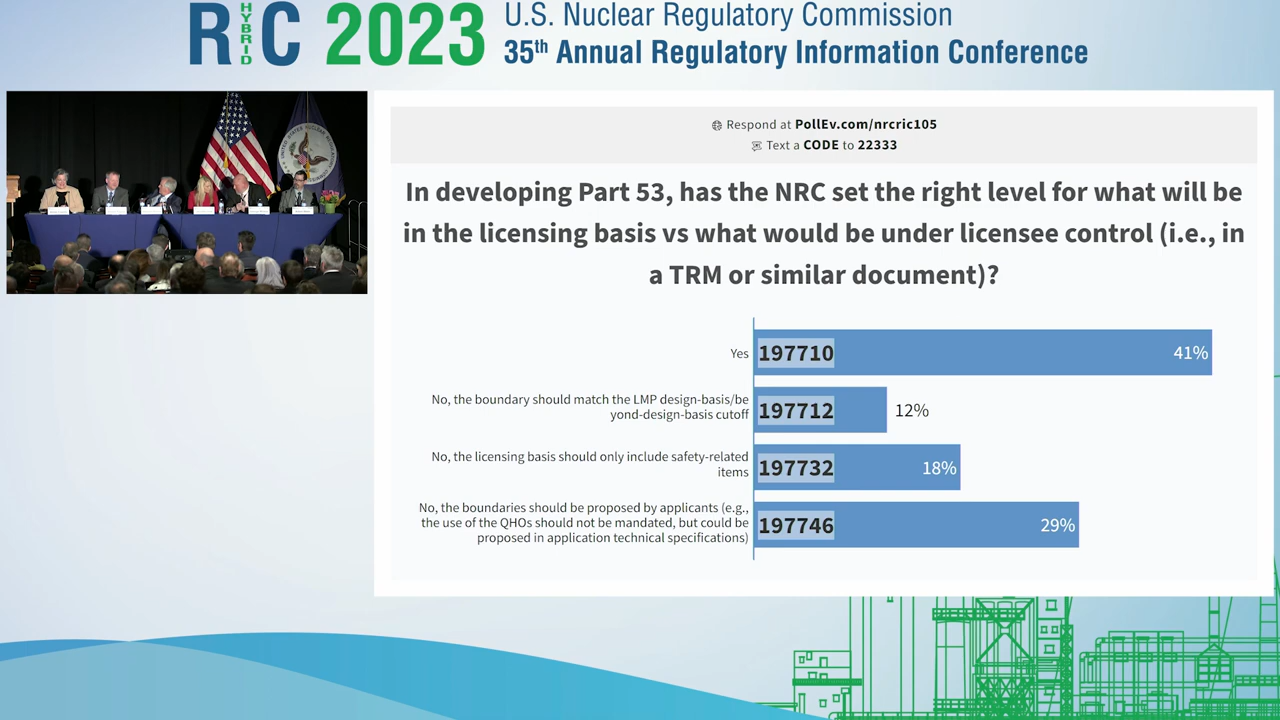 RIC 2023
HYBRID
U.S. Nuclear Regulatory Commission
35th Annual Regulatory Information Conference
Respond at PollEv.com/nrcric105
Text a CODE to 22333
In developing Part 53, has the NRC set the right level for what will be
in the licensing basis vs what would be under licensee control (i.e., in
a TRM or similar document)?
Yes
197710
41%
No, the boundary should match the LMP design-basis/be
yond-design-basis cutoff
197712
12%
No, the licensing basis should only include safety-related
items
197732
18%
No, the boundaries should be proposed by applicants (e.g.,
the use of the QHOs should not be mandated, but could be
proposed in application technical specifications)
197746
29%